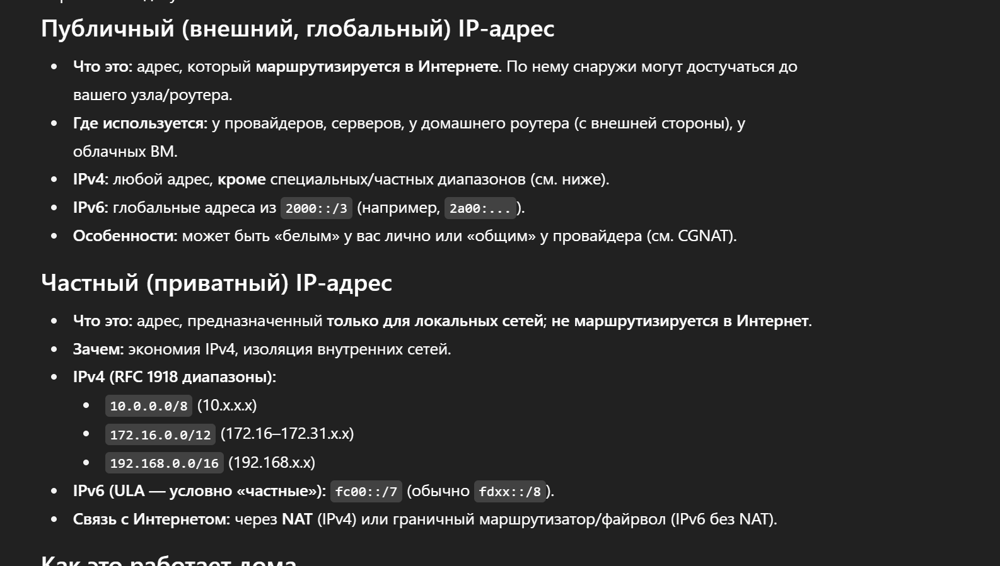 Публичный (внешний, глобальный) IP-адрес
Что это: адрес, который маршрутизируется в Интернете. По нему снаружи могут достучаться до
вашего узла/роутера.
Где используется: у провайдеров, серверов, у домашнего роутера (с внешней стороны), у
облачных ВМ.
IPv4: любой адрес, кроме специальных/частных диапазонов (см. ниже).
IPv6: глобальные адреса из 2000::/3 (например, 2a00:...).
Особенности: может быть «белым» у вас лично или «общим» у провайдера (см. CGNAT).
Частный (приватный) IP-адрес
Что это: адрес, предназначенный только для локальных сетей; не маршрутизируется в Интернет.
Зачем: экономия IPv4, изоляция внутренних сетей.
IPv4 (RFC 1918 диапазоны):
10.0.0.0/8 (10.x.x.x)
172.16.0.0/12 (172.16–172.31.x.x)
192.168.0.0/16 (192.168.x.x)
IPv6 (ULA — условно «частные»): fc00::/7 (обычно fdxx::/8).
Связь с Интернетом: через NAT (IPv4) или граничный маршрутизатор/файрвол (IPv6 без NAT).
Как это работает дома